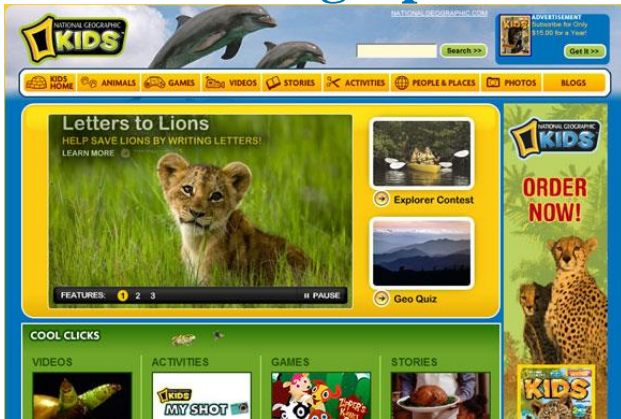 NATIONALGEOGRAPHIC.COM
NATIONAL GEOGRAPHIC
KIDS
Search >>
ADVERTISEMENT
Subscribe for Only
$15.00 for a Year!
Get It >>
KIDS HOME
ANIMALS
GAMES
VIDEOS
STORIES
ACTIVITIES
PEOPLE & PLACES
PHOTOS
BLOGS
Letters to Lions
HELP SAVE LIONS BY WRITING LETTERS!
LEARN MORE
FEATURES: 1 2 3
II PAUSE
Explorer Contest
Geo Quiz
NATIONAL GEOGRAPHIC
KIDS
ORDER
NOW!
KIDS
COOL CLICKS
VIDEOS
ACTIVITIES
GAMES
STORIES
KIDS
MY SHOT